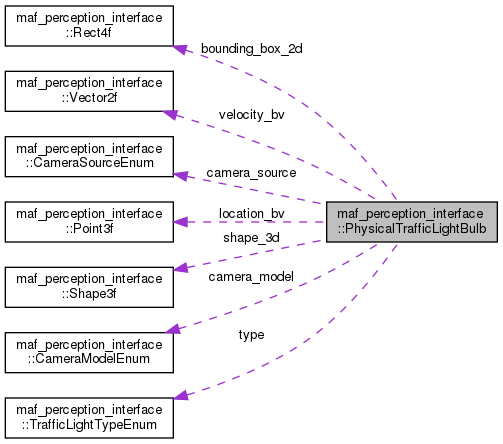 maf_perception_interface
::Rect4f
bounding_box_2d
maf_perception_interface
::Vector2f
velocity_bv
maf_perception_interface
::CameraSourceEnum
camera_source
maf_perception_interface
::Point3f
location_bv
maf_perception_interface
::PhysicalTrafficLightBulb
shape_3d
maf_perception_interface
::Shape3f
camera_model
maf_perception_interface
::CameraModelEnum
type
maf_perception_interface
::TrafficLightTypeEnum